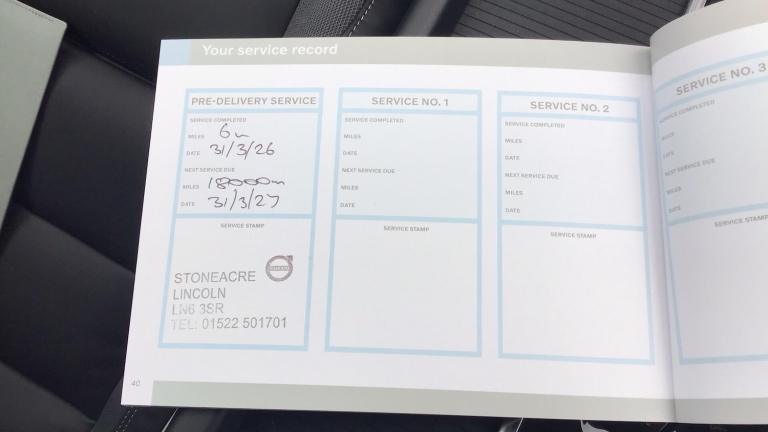 Your service record
PRE-DELIVERY SERVICE
SERVICE COMPLETED
MILES 6m
DATE 31/3/26
NEXT SERVICE DUE
MILES 18000m
DATE 31/3/27
SERVICE STAMP
VOLVO
STONEACRE
LINCOLN
LN6 3SR
TEL: 01522 501701
SERVICE NO. 1
SERVICE COMPLETED
MILES
DATE
NEXT SERVICE DUE
MILES
DATE
SERVICE STAMP
SERVICE NO. 2
SERVICE COMPLETED
MILES
DATE
NEXT SERVICE DUE
MILES
DATE
SERVICE STAMP
SERVICE NO. 3
SERVICE COMPLETED
MILES
DATE
NEXT SERVICE DUE
MILES
DATE
SERVICE STAMP
40